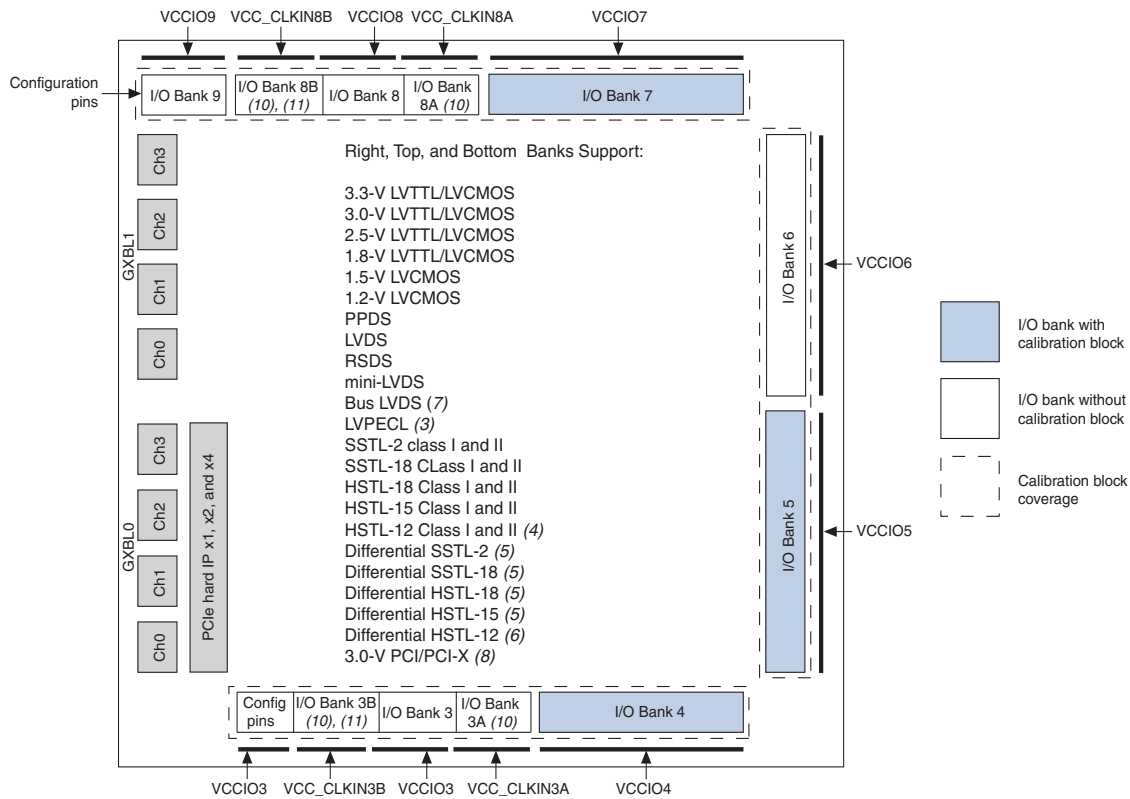 VCCIO9
VCC_CLKIN8B
VCCIO8
VCC_CLKIN8A
VCCIO7
Configuration
pins
I/O Bank 9
I/O Bank 8B
(10), (11)
I/O Bank 8
I/O Bank
8A (10)
I/O Bank 7
Ch3
Ch2
Ch1
Ch0
GXBL1
Ch3
Ch2
Ch1
Ch0
GXBL0
PCIe hard IP x1, x2, and x4
Right, Top, and Bottom Banks Support:
3.3-V LVTTL/LVCMOS
3.0-V LVTTL/LVCMOS
2.5-V LVTTL/LVCMOS
1.8-V LVTTL/LVCMOS
1.5-V LVCMOS
1.2-V LVCMOS
PPDS
LVDS
RSDS
mini-LVDS
Bus LVDS (7)
LVPECL (3)
SSTL-2 class I and II
SSTL-18 CLass I and II
HSTL-18 Class I and II
HSTL-15 Class I and II
HSTL-12 Class I and II (4)
Differential SSTL-2 (5)
Differential SSTL-18 (5)
Differential HSTL-18 (5)
Differential HSTL-15 (5)
Differential HSTL-12 (6)
3.0-V PCI/PCI-X (8)
I/O Bank 6
VCCIO6
I/O Bank 5
VCCIO5
I/O bank with
calibration block
I/O bank without
calibration block
Calibration block
coverage
Config
pins
I/O Bank 3B
(10), (11)
I/O Bank 3
I/O Bank
3A (10)
I/O Bank 4
VCCIO3
VCC_CLKIN3B
VCCIO3
VCC_CLKIN3A
VCCIO4